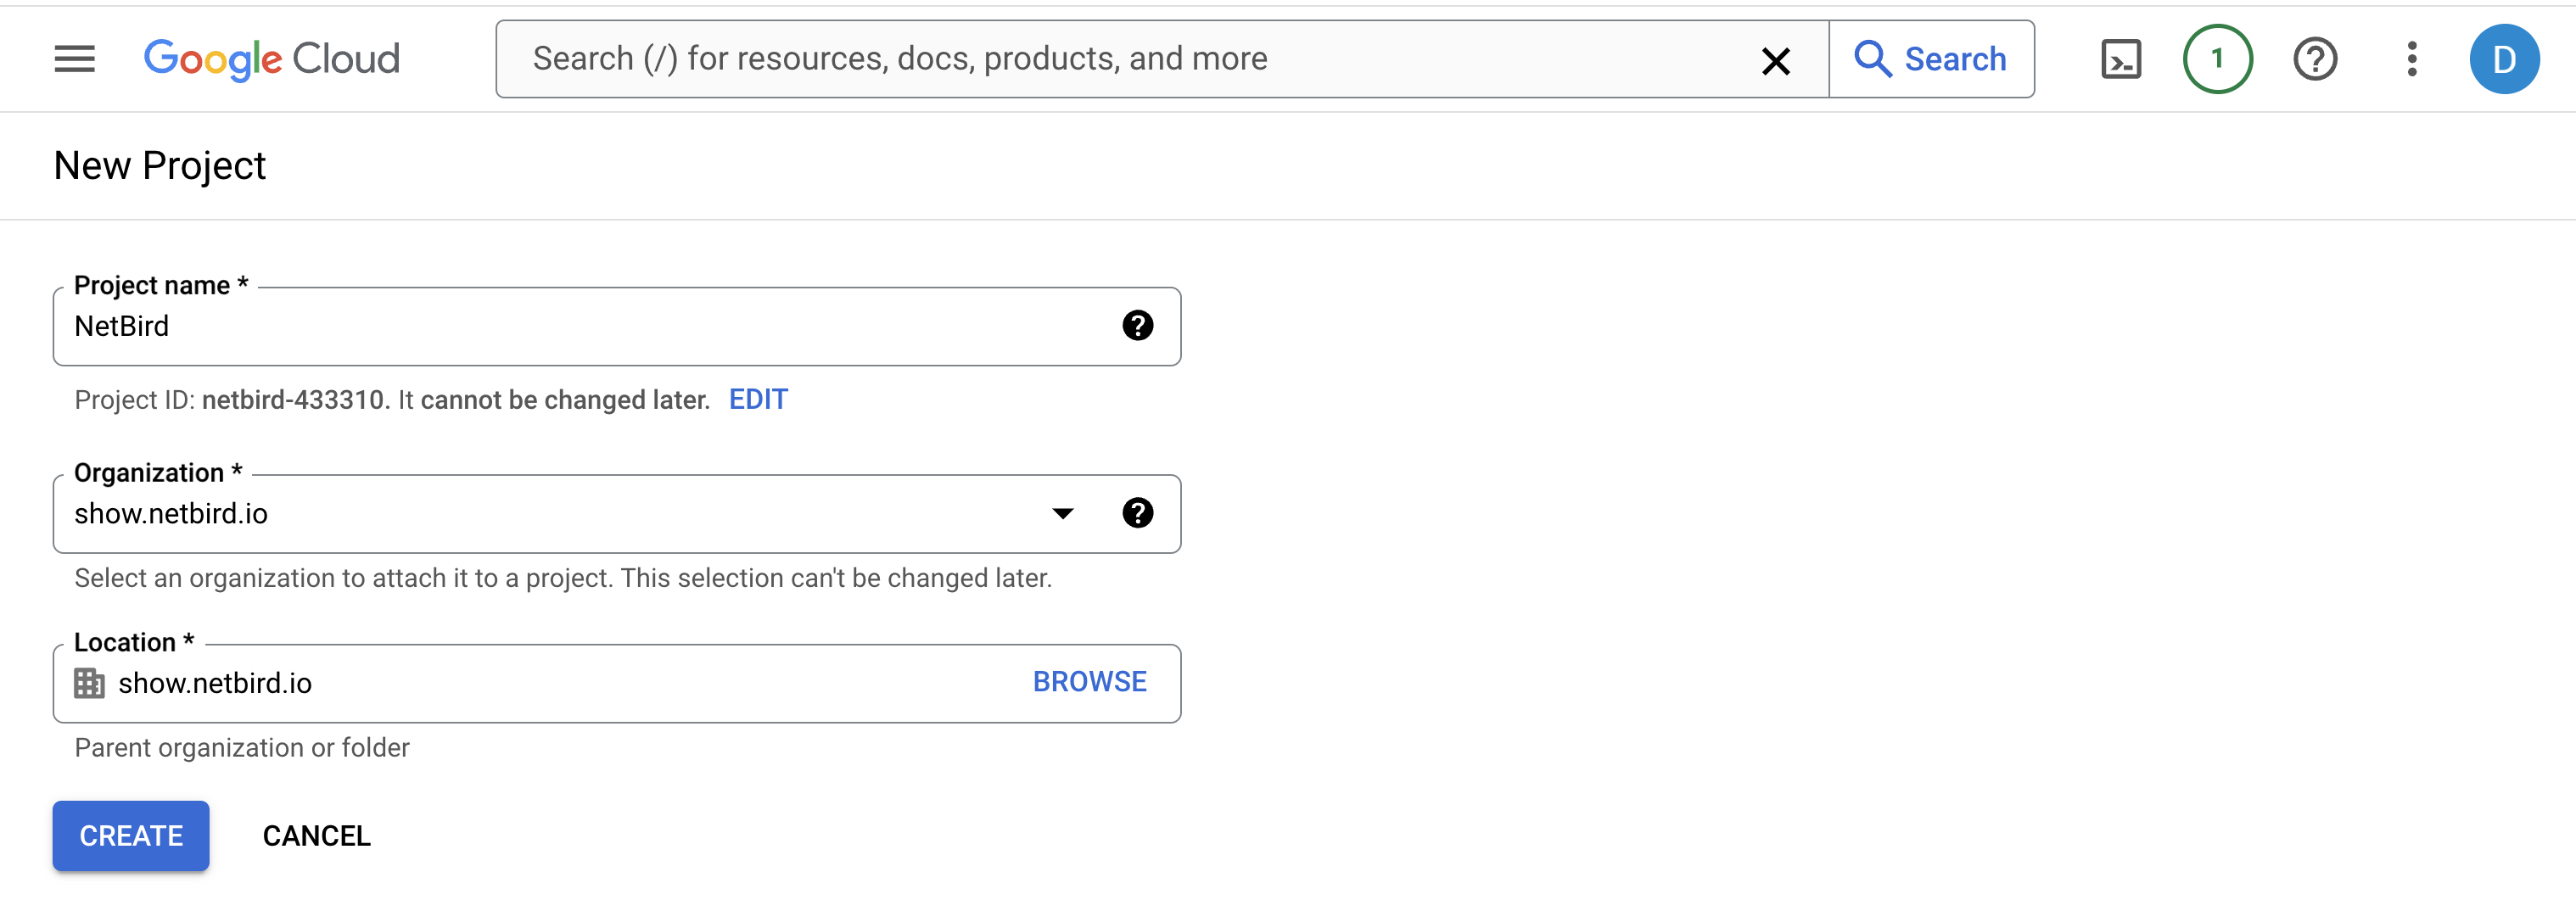 Google Cloud
Search (/) for resources, docs, products, and more
Search
1
D
New Project
Project name *
NetBird
Project ID: netbird-433310. It cannot be changed later. EDIT
Organization *
show.netbird.io
Select an organization to attach it to a project. This selection can't be changed later.
Location *
show.netbird.io
BROWSE
Parent organization or folder
CREATE
CANCEL